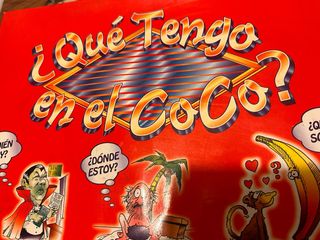 ¿Qué Tengo
en el CoCo?
¿DÓNDE
ESTOY?